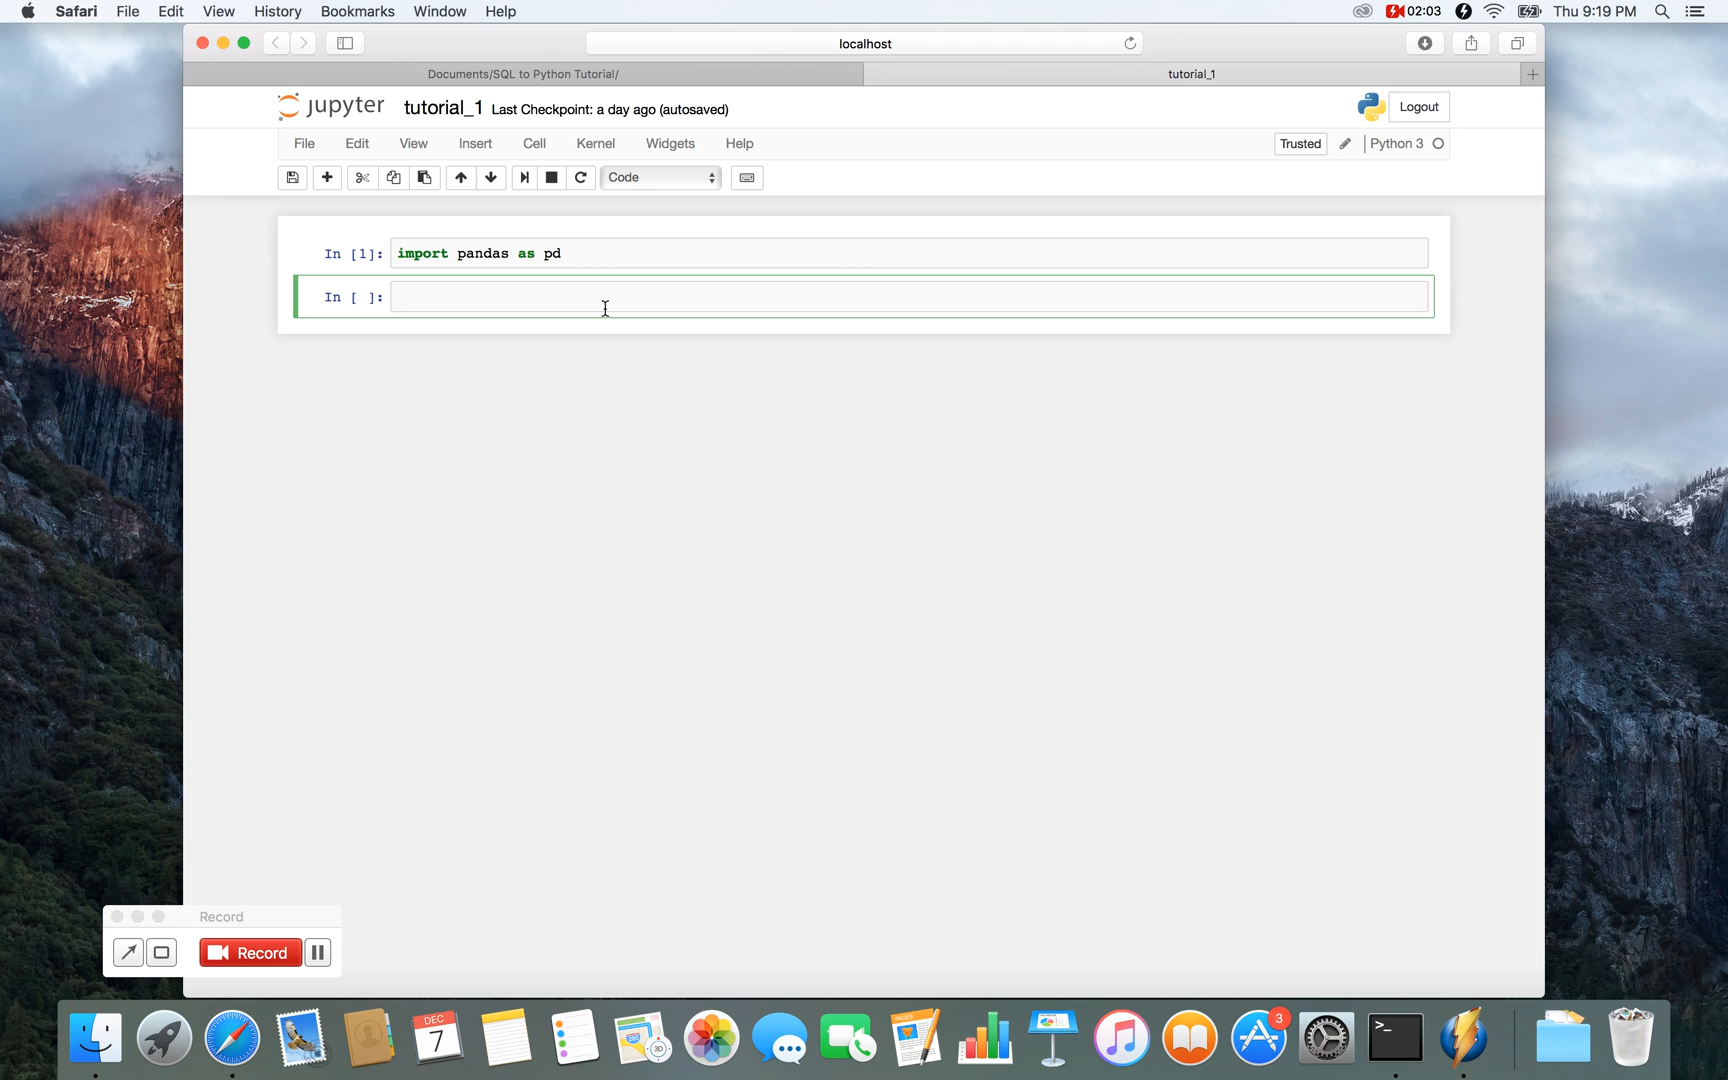 Safari File Edit View History Bookmarks Window Help 02:03 Thu 9:19 PM
localhost
Documents/SQL to Python Tutorial/ tutorial_1
jupyter tutorial_1 Last Checkpoint: a day ago (autosaved) Logout
File Edit View Insert Cell Kernel Widgets Help Trusted Python 3
Code
In [1]: import pandas as pd
In [ ]:
Record
Record
DEC
7
3D
PAGES
3
>_